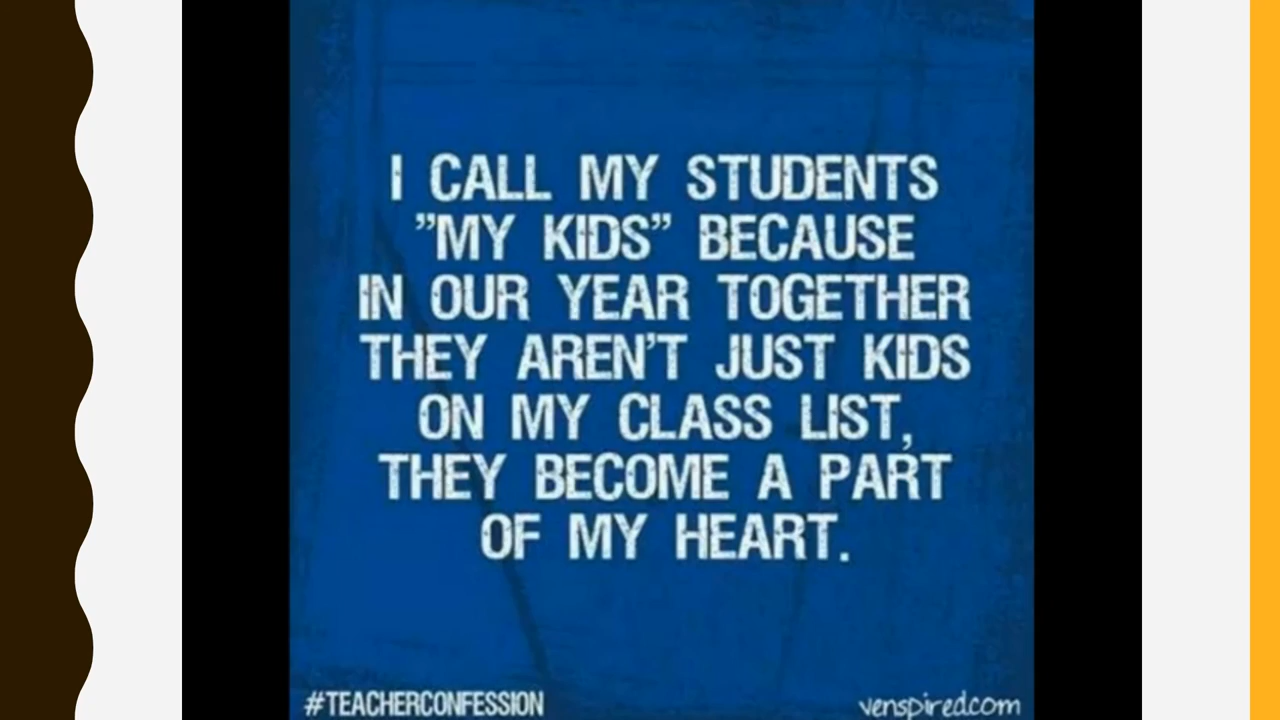 I CALL MY STUDENTS
”MY KIDS” BECAUSE
IN OUR YEAR TOGETHER
THEY AREN’T JUST KIDS
ON MY CLASS LIST,
THEY BECOME A PART
OF MY HEART.
#TEACHERCONFESSION
venspired.com